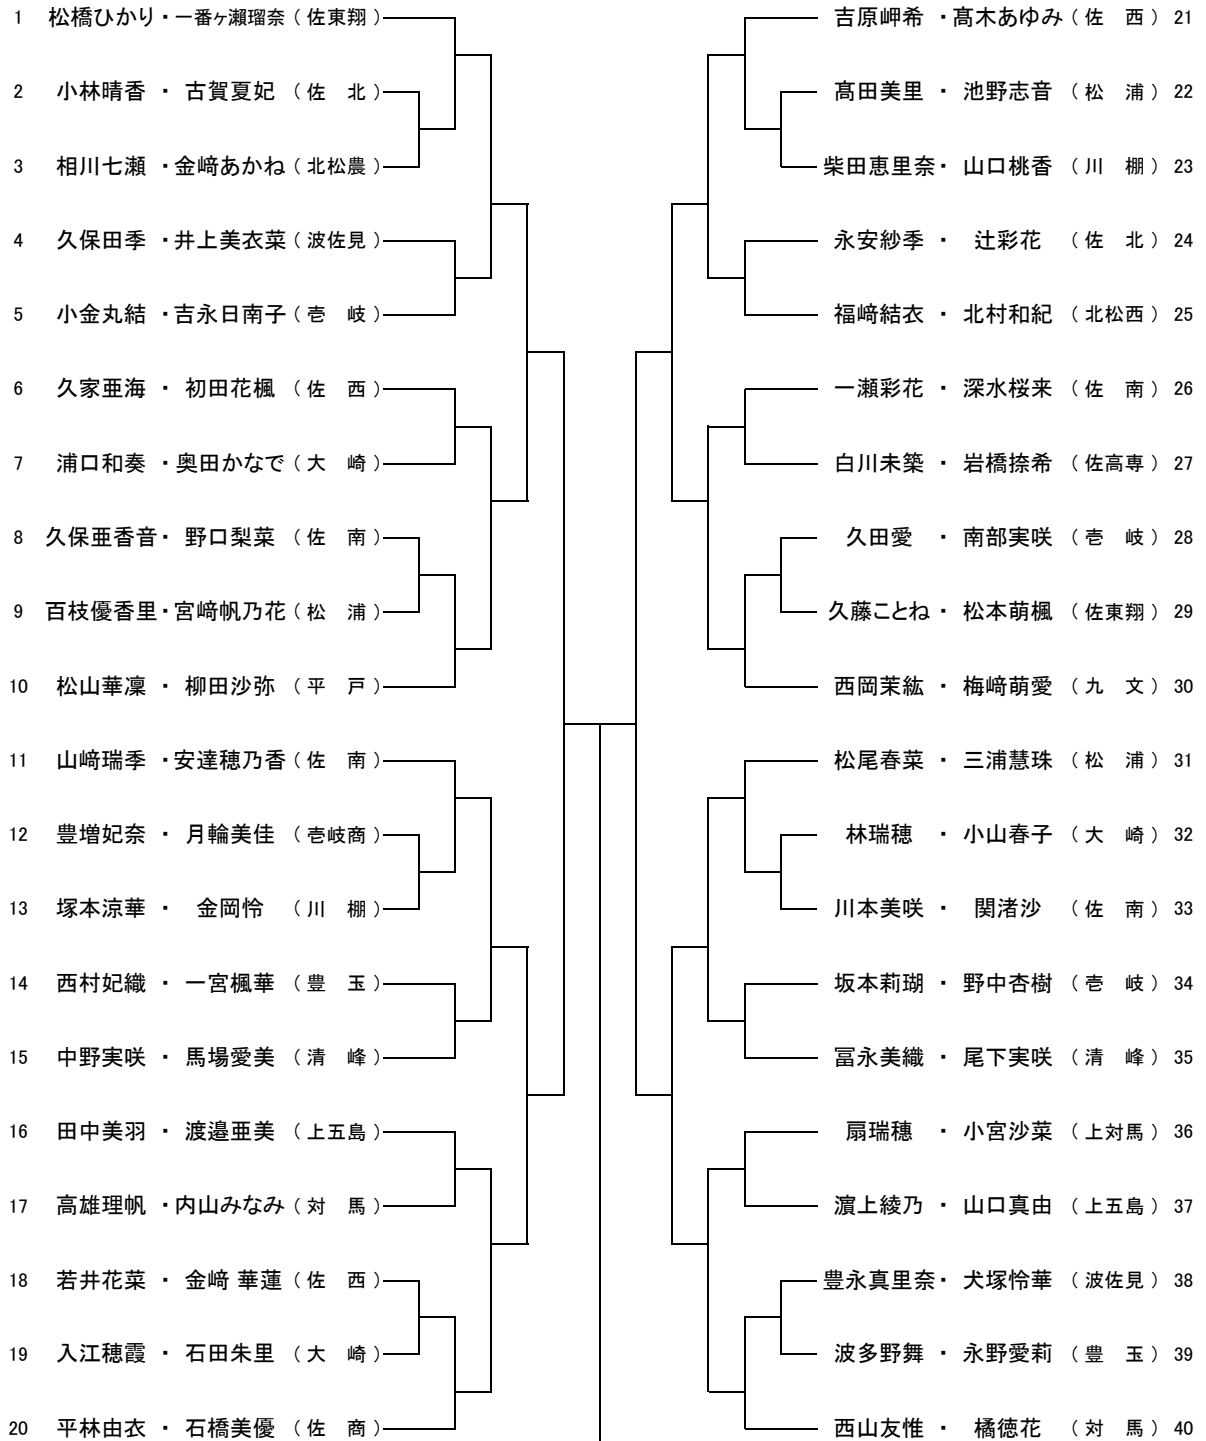 1 松橋ひかり・一番ヶ瀬瑠奈（佐東翔）
2 小林晴香・古賀夏妃（佐 北）
3 相川七瀬・金﨑あかね（北松農）
4 久保田季・井上美衣菜（波佐見）
5 小金丸結・吉永日南子（壱 岐）
6 久家亜海・初田花楓（佐 西）
7 浦口和奏・奥田かなで（大 崎）
8 久保亜香音・野口梨菜（佐 南）
9 百枝優香里・宮﨑帆乃花（松 浦）
10 松山華凜・柳田沙弥（平 戸）
11 山﨑瑞季・安達穂乃香（佐 南）
12 豊増妃奈・月輪美佳（壱岐商）
13 塚本涼華・金岡怜（川 棚）
14 西村妃織・一宮楓華（豊 玉）
15 中野実咲・馬場愛美（清 峰）
16 田中美羽・渡邉亜美（上五島）
17 高雄理帆・内山みなみ（対 馬）
18 若井花菜・金﨑 華蓮（佐 西）
19 入江穂霞・石田朱里（大 崎）
20 平林由衣・石橋美優（佐 商）
吉原岬希・髙木あゆみ（佐 西）21
髙田美里・池野志音（松 浦）22
柴田恵里奈・山口桃香（川 棚）23
永安紗季・辻彩花（佐 北）24
福﨑結衣・北村和紀（北松西）25
一瀬彩花・深水桜来（佐 南）26
白川未築・岩橋捺希（佐高専）27
久田愛・南部実咲（壱 岐）28
久藤ことね・松本萌楓（佐東翔）29
西岡茉紘・梅﨑萌愛（九 文）30
松尾春菜・三浦慧珠（松 浦）31
林瑞穂・小山春子（大 崎）32
川本美咲・関渚沙（佐 南）33
坂本莉瑚・野中杏樹（壱 岐）34
冨永美織・尾下実咲（清 峰）35
扇瑞穂・小宮沙菜（上対馬）36
濵上綾乃・山口真由（上五島）37
豊永真里奈・犬塚怜華（波佐見）38
波多野舞・永野愛莉（豊 玉）39
西山友惟・橘徳花（対 馬）40